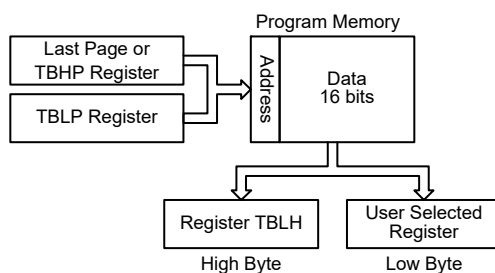 Program Memory
Last Page or
TBHP Register
TBLP Register
Address
Data
16 bits
Register TBLH
User Selected
Register
High Byte
Low Byte